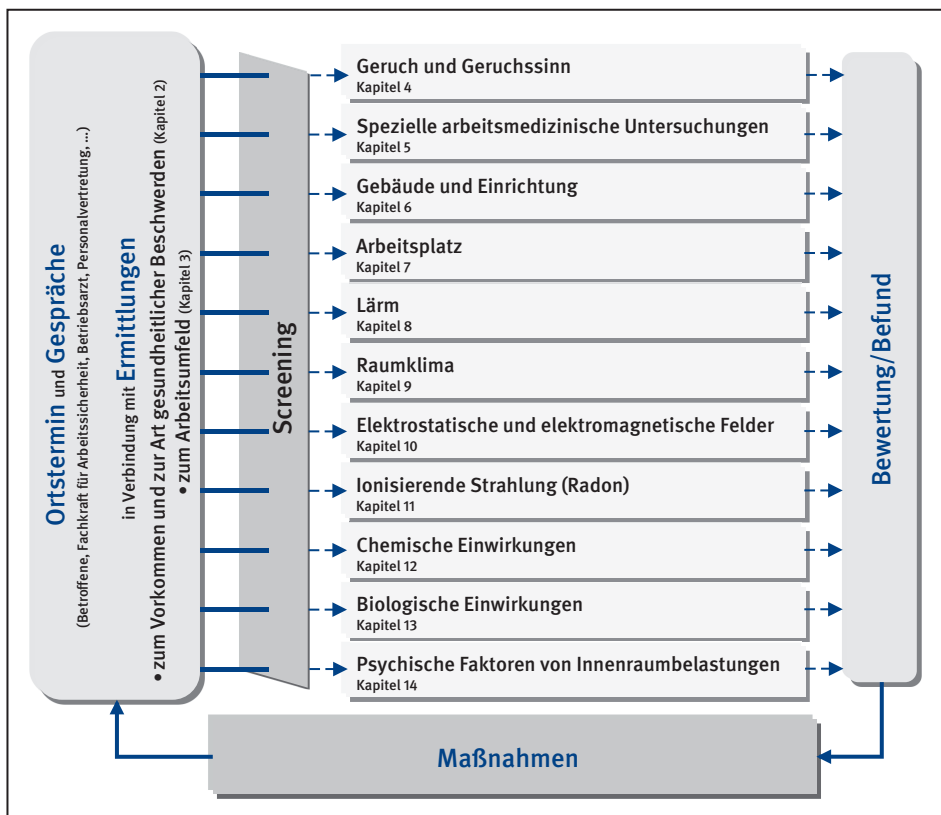 Ortstermin und Gespräche
(Betroffene, Fachkraft für Arbeitssicherheit, Betriebsarzt, Personalvertretung, ...)
in Verbindung mit Ermittlungen
• zum Vorkommen und zur Art gesundheitlicher Beschwerden (Kapitel 2)
• zum Arbeitsumfeld (Kapitel 3)
Screening
Geruch und Geruchssinn
Kapitel 4
Spezielle arbeitsmedizinische Untersuchungen
Kapitel 5
Gebäude und Einrichtung
Kapitel 6
Arbeitsplatz
Kapitel 7
Lärm
Kapitel 8
Raumklima
Kapitel 9
Elektrostatische und elektromagnetische Felder
Kapitel 10
Ionisierende Strahlung (Radon)
Kapitel 11
Chemische Einwirkungen
Kapitel 12
Biologische Einwirkungen
Kapitel 13
Psychische Faktoren von Innenraumbelastungen
Kapitel 14
Bewertung/Befund
Maßnahmen